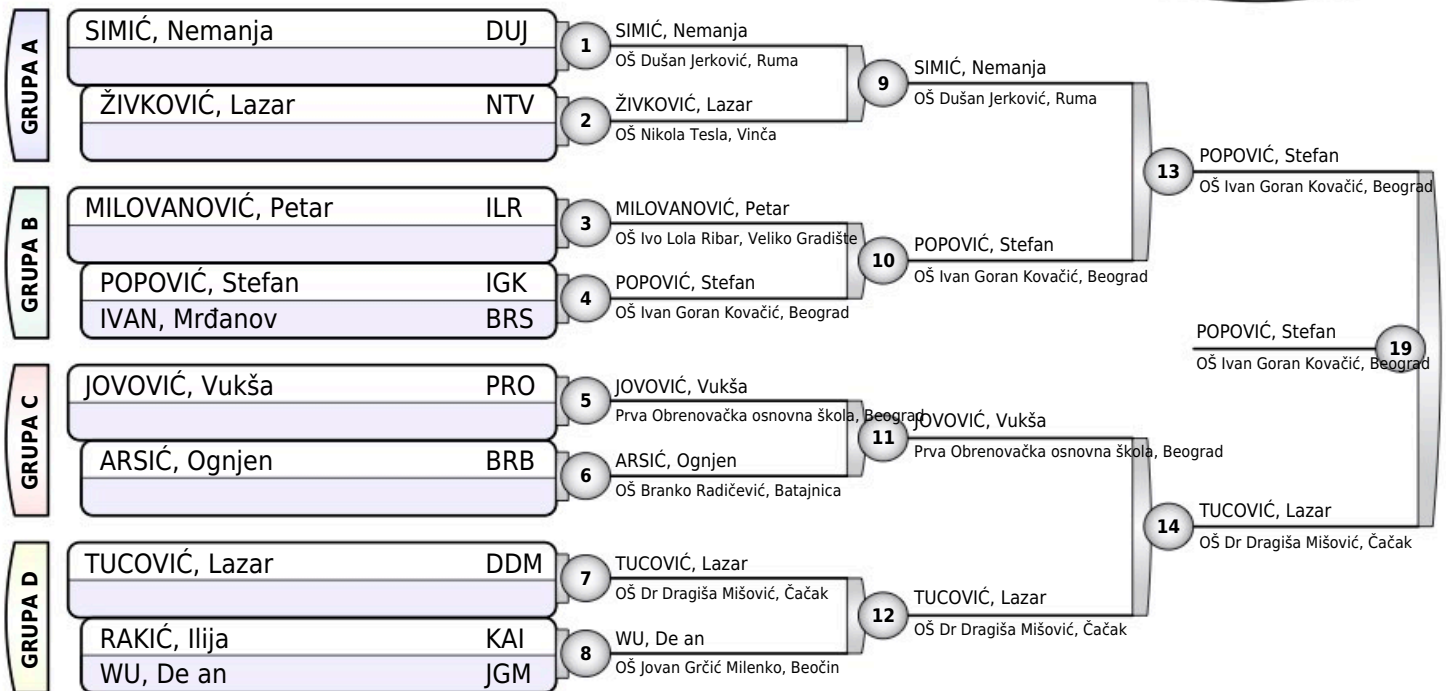 GRUPA A
SIMIĆ, Nemanja DUJ
ŽIVKOVIĆ, Lazar NTV
GRUPA B
MILOVANOVIĆ, Petar ILR
POPOVIĆ, Stefan IGK
IVAN, Mrđanov BRS
GRUPA C
JOVOVIĆ, Vukša PRO
ARSIĆ, Ognjen BRB
GRUPA D
TUCOVIĆ, Lazar DDM
RAKIĆ, Ilija KAI
WU, De an JGM
1
SIMIĆ, Nemanja
OŠ Dušan Jerković, Ruma
2
ŽIVKOVIĆ, Lazar
OŠ Nikola Tesla, Vinča
3
MILOVANOVIĆ, Petar
OŠ Ivo Lola Ribar, Veliko Gradište
4
POPOVIĆ, Stefan
OŠ Ivan Goran Kovačić, Beograd
5
JOVOVIĆ, Vukša
Prva Obrenovačka osnovna škola, Beograd
6
ARSIĆ, Ognjen
OŠ Branko Radičević, Batajnica
7
TUCOVIĆ, Lazar
OŠ Dr Dragiša Mišović, Čačak
8
WU, De an
OŠ Jovan Grčić Milenko, Beočin
9
SIMIĆ, Nemanja
OŠ Dušan Jerković, Ruma
10
POPOVIĆ, Stefan
OŠ Ivan Goran Kovačić, Beograd
11
JOVOVIĆ, Vukša
Prva Obrenovačka osnovna škola, Beograd
12
TUCOVIĆ, Lazar
OŠ Dr Dragiša Mišović, Čačak
13
POPOVIĆ, Stefan
OŠ Ivan Goran Kovačić, Beograd
14
TUCOVIĆ, Lazar
OŠ Dr Dragiša Mišović, Čačak
POPOVIĆ, Stefan
OŠ Ivan Goran Kovačić, Beograd
19